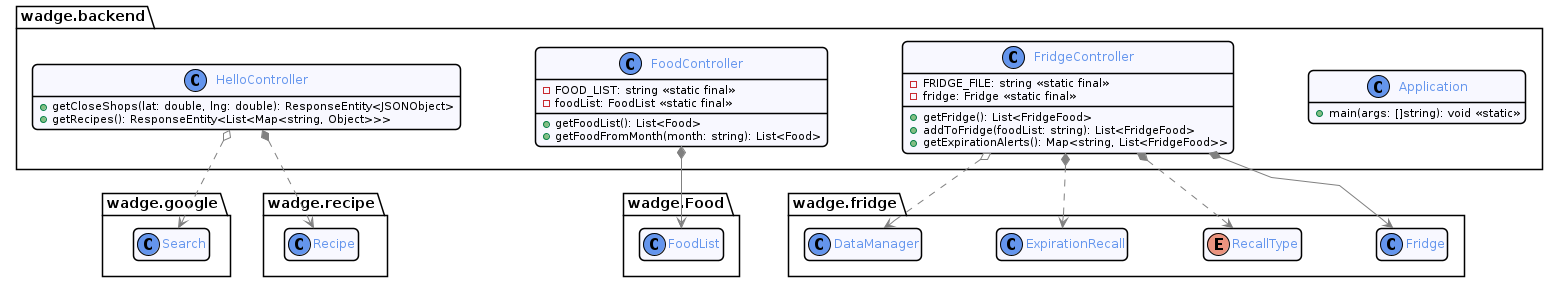 wadge.backend
C HelloController
getCloseShops(lat: double, lng: double): ResponseEntity<JSONObject>
getRecipes(): ResponseEntity<List<Map<string, Object>>>
C FoodController
FOOD_LIST: string «static final»
foodList: FoodList «static final»
getFoodList(): List<Food>
getFoodFromMonth(month: string): List<Food>
C FridgeController
FRIDGE_FILE: string «static final»
fridge: Fridge «static final»
getFridge(): List<FridgeFood>
addToFridge(foodList: string): List<FridgeFood>
getExpirationAlerts(): Map<string, List<FridgeFood>>
C Application
main(args: []string): void «static»
wadge.google
C Search
wadge.recipe
C Recipe
wadge.Food
C FoodList
wadge.fridge
C DataManager
C ExpirationRecall
E RecallType
C Fridge